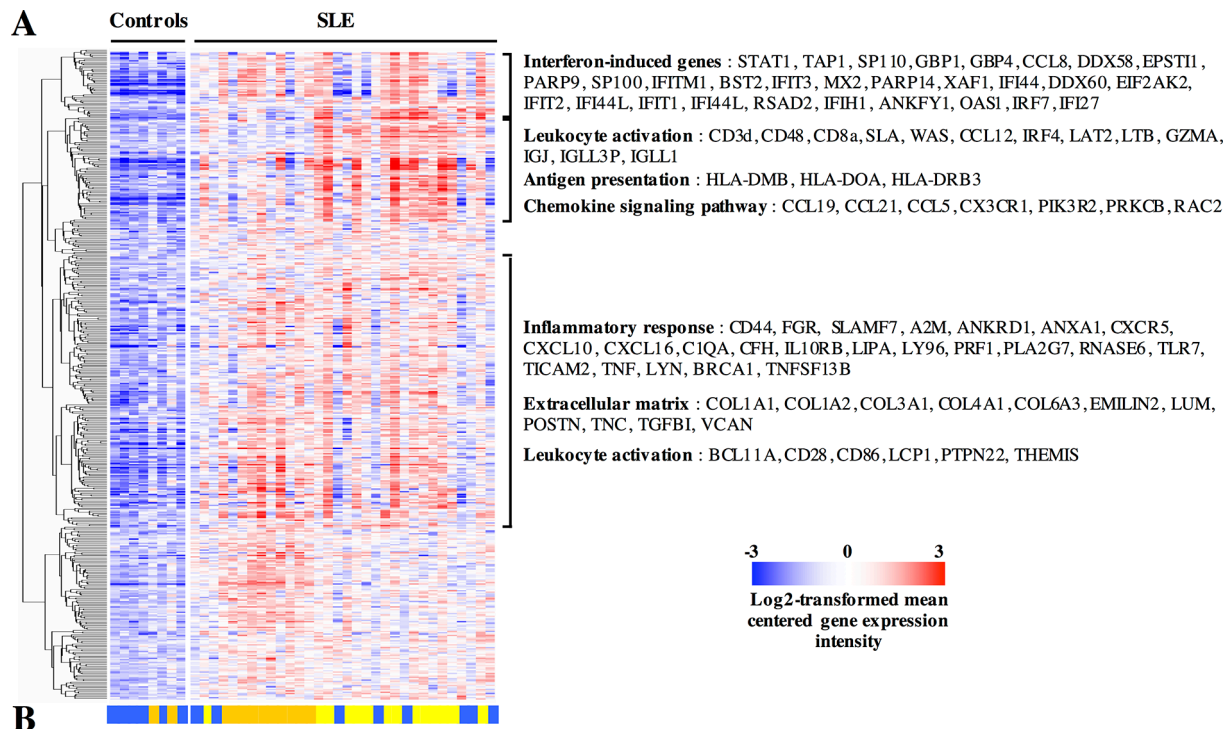 A
Controls SLE
Interferon-induced genes : STAT1, TAP1, SP110, GBP1, GBP4, CCL8, DDX58, EPSTI1
PARP9, SP100, IFITM1, BST2, IFIT3, MX2, PARP14, XAF1, IFI44, DDX60, EIF2AK2,
IFIT2, IFI44L, IFIT1, IFI44L, RSAD2, IFIH1, ANKFY1, OAS1, IRF7, IFI27
Leukocyte activation : CD3d, CD48, CD8a, SLA, WAS, CCL12, IRF4, LAT2, LTB, GZMA,
IGJ, IGLL3P, IGLL1
Antigen presentation : HLA-DMB, HLA-DOA, HLA-DRB3
Chemokine signaling pathway : CCL19, CCL21, CCL5, CX3CR1, PIK3R2, PRKCB, RAC2
Inflammatory response : CD44, FGR, SLAMF7, A2M, ANKRD1, ANXA1, CXCR5,
CXCL10, CXCL16, C1QA, CFH, IL10RB, LIPA, LY96, PRF1, PLA2G7, RNASE6, TLR7,
TICAM2, TNF, LYN, BRCA1, TNFSF13B
Extracellular matrix : COL1A1, COL1A2, COL3A1, COL4A1, COL6A3, EMILIN2, LUM,
POSTN, TNC, TGFBI, VCAN
Leukocyte activation : BCL11A, CD28, CD86, LCP1, PTPN22, THEMIS
-3 0 3
Log2-transformed mean
centered gene expression
intensity
B